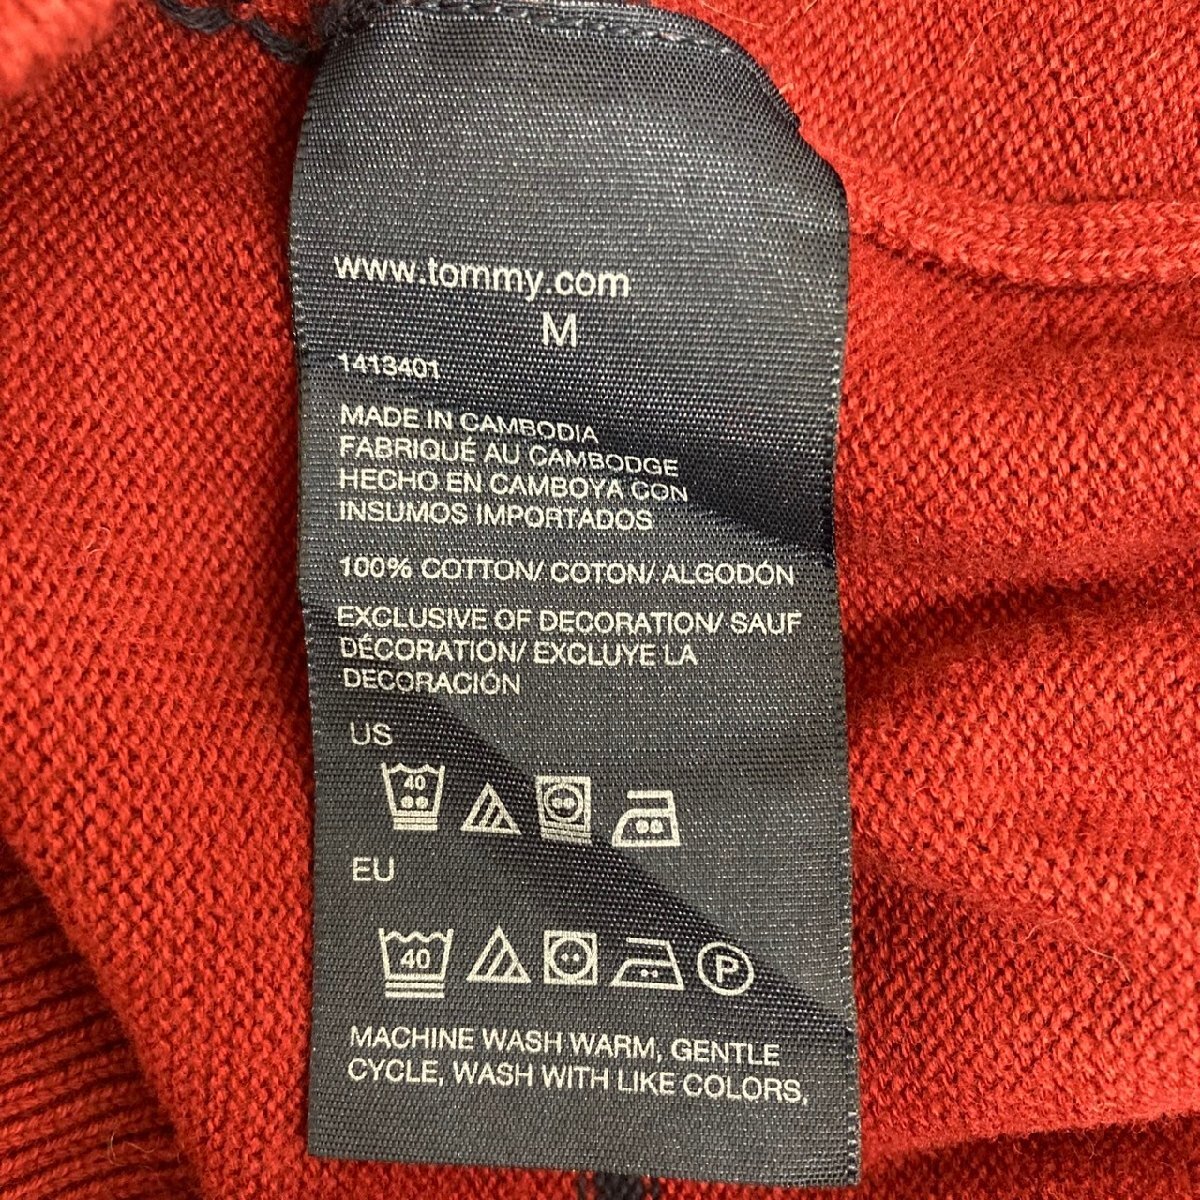 www.tommy.com
M
1413401
MADE IN CAMBODIA
FABRIQUÉ AU CAMBODGE
HECHO EN CAMBOYA CON
INSUMOS IMPORTADOS
100% COTTON/ COTON/ ALGODÓN
EXCLUSIVE OF DECORATION/ SAUF
DÉCORATION/ EXCLUYE LA
DECORACIÓN
US
40
EU
40 P
MACHINE WASH WARM, GENTLE
CYCLE, WASH WITH LIKE COLORS,